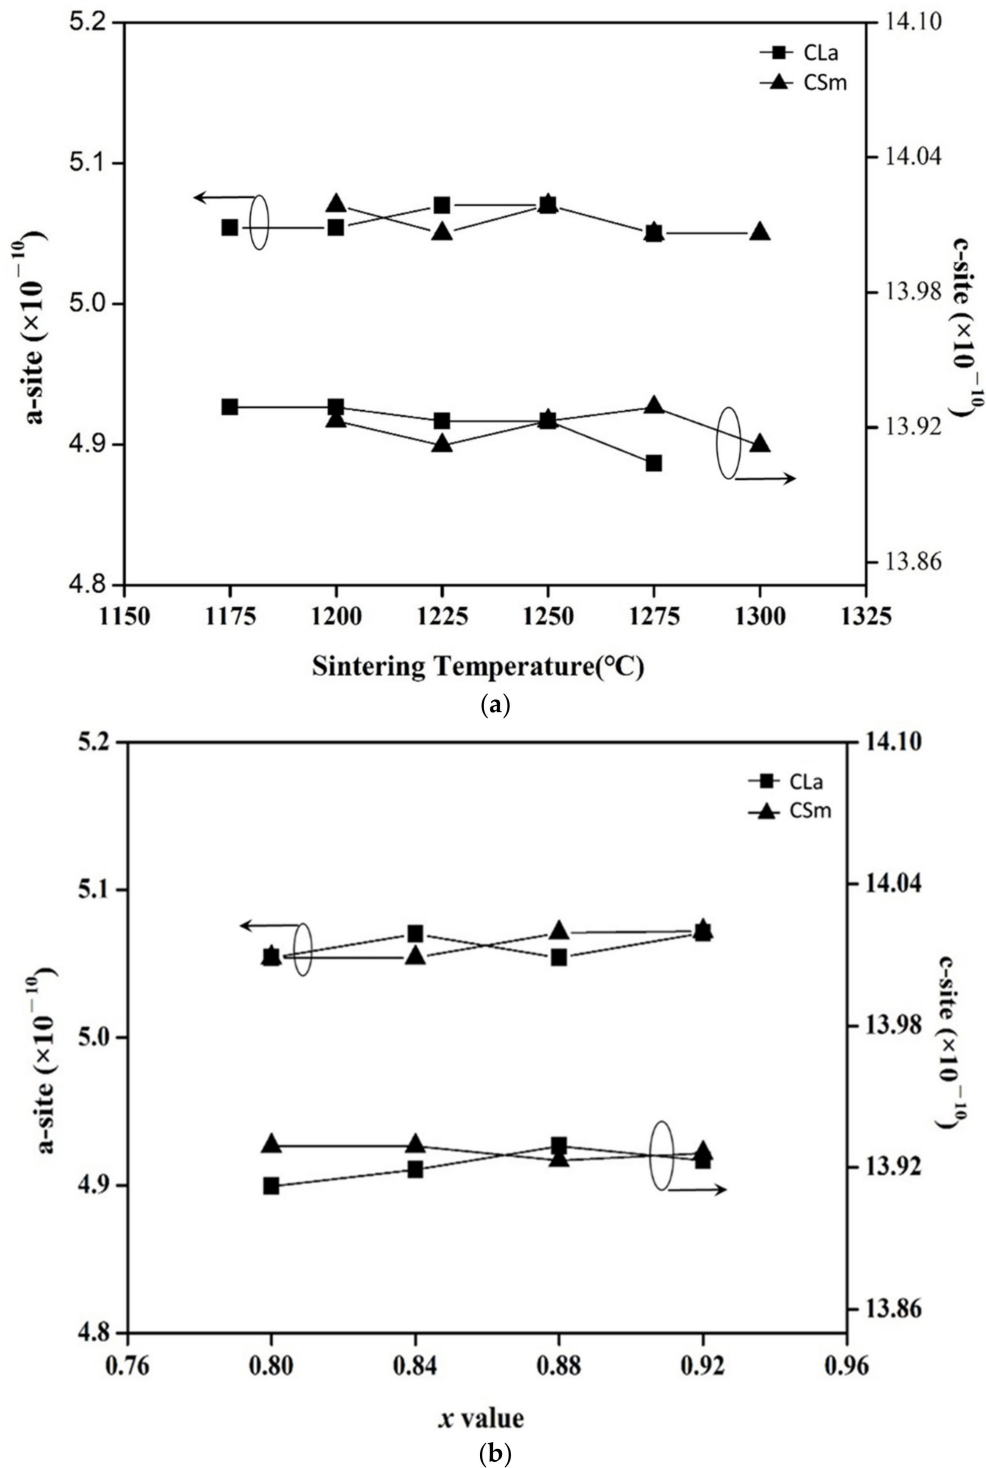 5.2
5.1
5.0
4.9
4.8
a-site (×10⁻¹⁰)
14.10
14.04
13.98
13.92
13.86
c-site (×10⁻¹⁰)
CLa
CSm
1150 1175 1200 1225 1250 1275 1300 1325
Sintering Temperature(℃)
(a)
5.2
5.1
5.0
4.9
4.8
a-site (×10⁻¹⁰)
14.10
14.04
13.98
13.92
13.86
c-site (×10⁻¹⁰)
CLa
CSm
0.76 0.80 0.84 0.88 0.92 0.96
x value
(b)